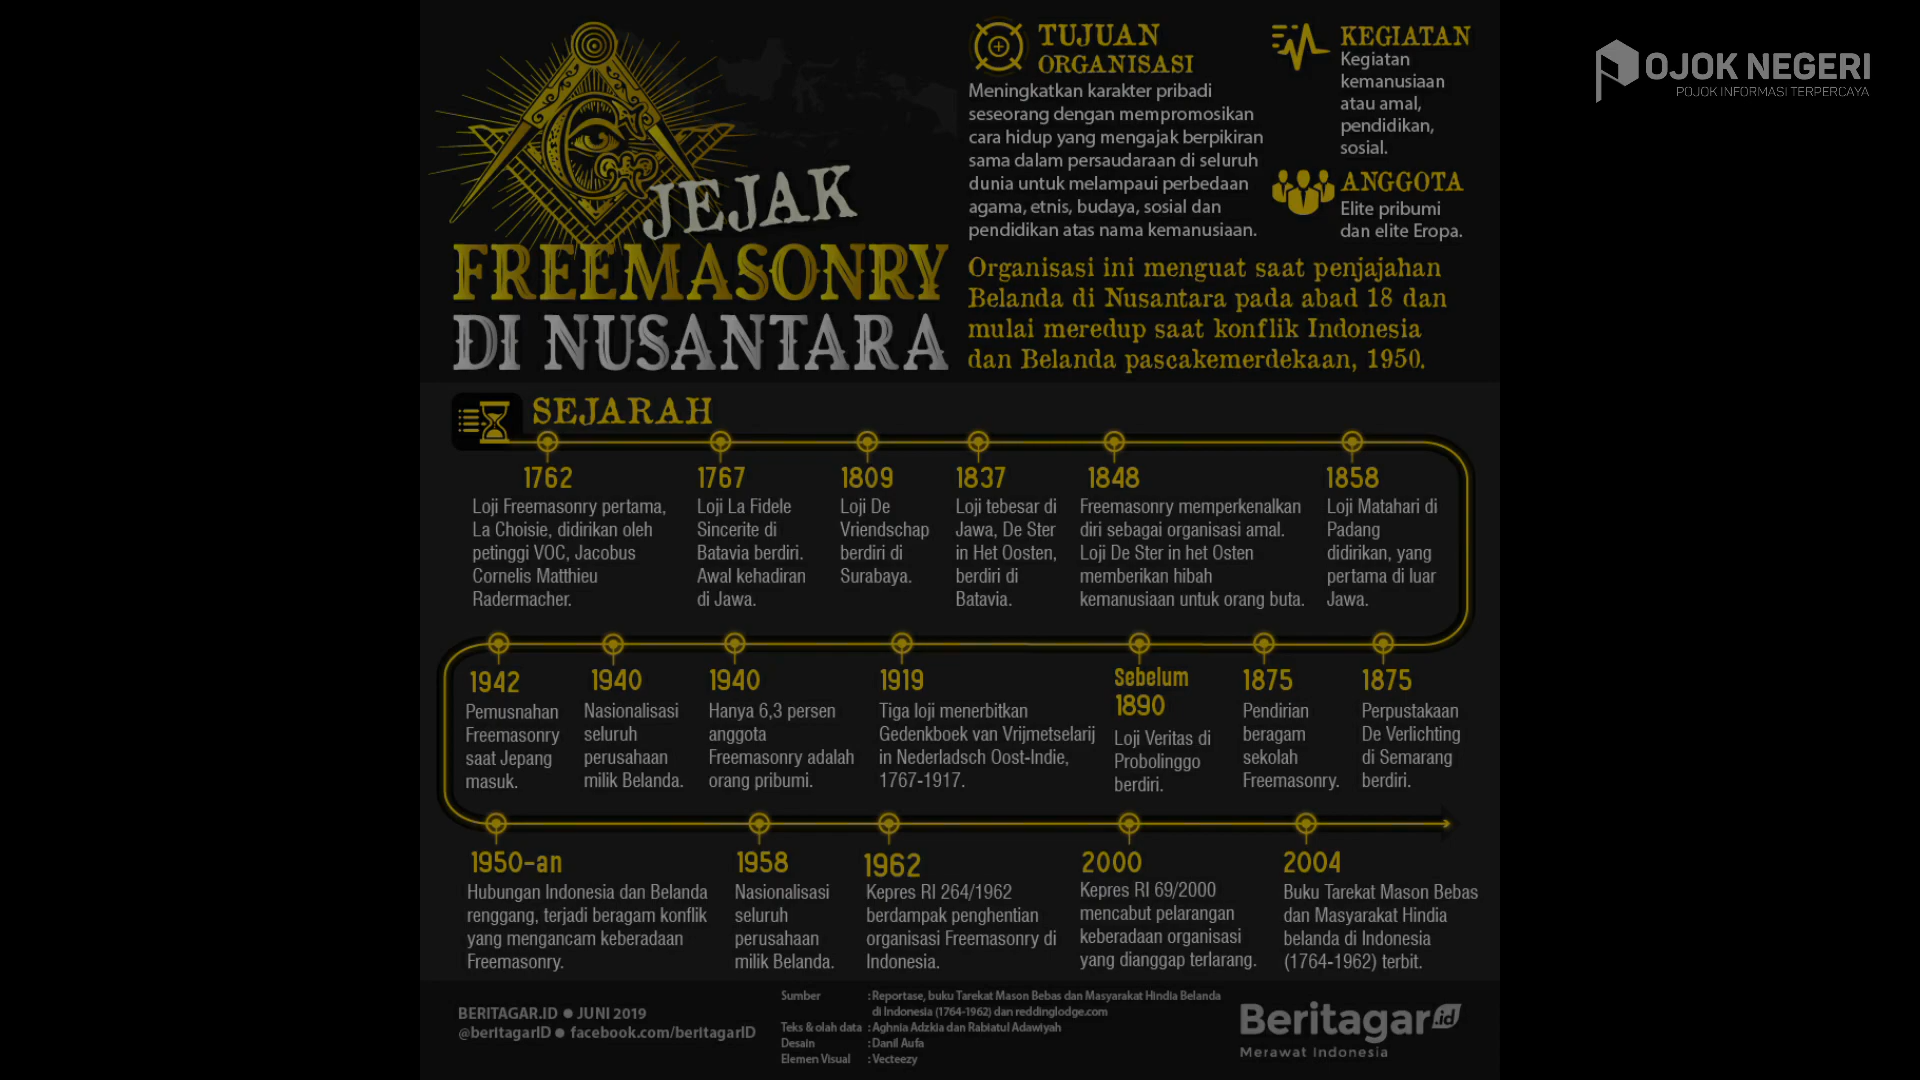 JEJAK
FREEMASONRY
DI NUSANTARA
TUJUAN
ORGANISASI
Meningkatkan karakter pribadi
seseorang dengan mempromosikan
cara hidup yang mengajak berpikiran
sama dalam persaudaraan di seluruh
dunia untuk melampaui perbedaan
agama, etnis, budaya, sosial dan
pendidikan atas nama kemanusiaan.
KEGIATAN
Kegiatan
kemanusiaan
atau amal,
pendidikan,
sosial.
ANGGOTA
Elite pribumi
dan elite Eropa.
Organisasi ini menguat saat penjajahan
Belanda di Nusantara pada abad 18 dan
mulai meredup saat konflik Indonesia
dan Belanda pascakemerdekaan, 1950.
OJOK NEGERI
POJOK INFORMASI TERPERCAYA
SEJARAH
1762
Loji Freemasonry pertama,
La Choisie, didirikan oleh
petinggi VOC, Jacobus
Cornelis Matthieu
Radermacher.
1767
Loji La Fidele
Sincerite di
Batavia berdiri.
Awal kehadiran
di Jawa.
1809
Loji De
Vriendschap
berdiri di
Surabaya.
1837
Loji tebesar di
Jawa, De Ster
in Het Oosten,
berdiri di
Batavia.
1848
Freemasonry memperkenalkan
diri sebagai organisasi amal.
Loji De Ster in het Osten
memberikan hibah
kemanusiaan untuk orang buta.
1858
Loji Matahari di
Padang
didirikan, yang
pertama di luar
Jawa.
1942
Pemusnahan
Freemasonry
saat Jepang
masuk.
1940
Nasionalisasi
seluruh
perusahaan
milik Belanda.
1940
Hanya 6,3 persen
anggota
Freemasonry adalah
orang pribumi.
1919
Tiga loji menerbitkan
Gedenkboek van Vrijmetselarij
in Nederladsch Oost-Indie,
1767-1917.
Sebelum
1890
Loji Veritas di
Probolinggo
berdiri.
1875
Pendirian
beragam
sekolah
Freemasonry.
1875
Perpustakaan
De Verlichting
di Semarang
berdiri.
1950-an
Hubungan Indonesia dan Belanda
renggang, terjadi beragam konflik
yang mengancam keberadaan
Freemasonry.
1958
Nasionalisasi
seluruh
perusahaan
milik Belanda.
1962
Kepres RI 264/1962
berdampak penghentian
organisasi Freemasonry di
Indonesia.
2000
Kepres RI 69/2000
mencabut pelarangan
keberadaan organisasi
yang dianggap terlarang.
2004
Buku Tarekat Mason Bebas
dan Masyarakat Hindia
belanda di Indonesia
(1764-1962) terbit.
BERITAGAR.ID ● JUNI 2019
@beritagarID ● facebook.com/beritagarID
Sumber : Reportase, buku Tarekat Mason Bebas dan Masyarakat Hindia Belanda
di Indonesia (1764-1962) dan reddinglodge.com
Teks & olah data : Aghnia Adzkia dan Rabiatul Adawiyah
Desain : Danil Aufa
Elemen Visual : Vecteezy
Beritagar.id
Merawat Indonesia